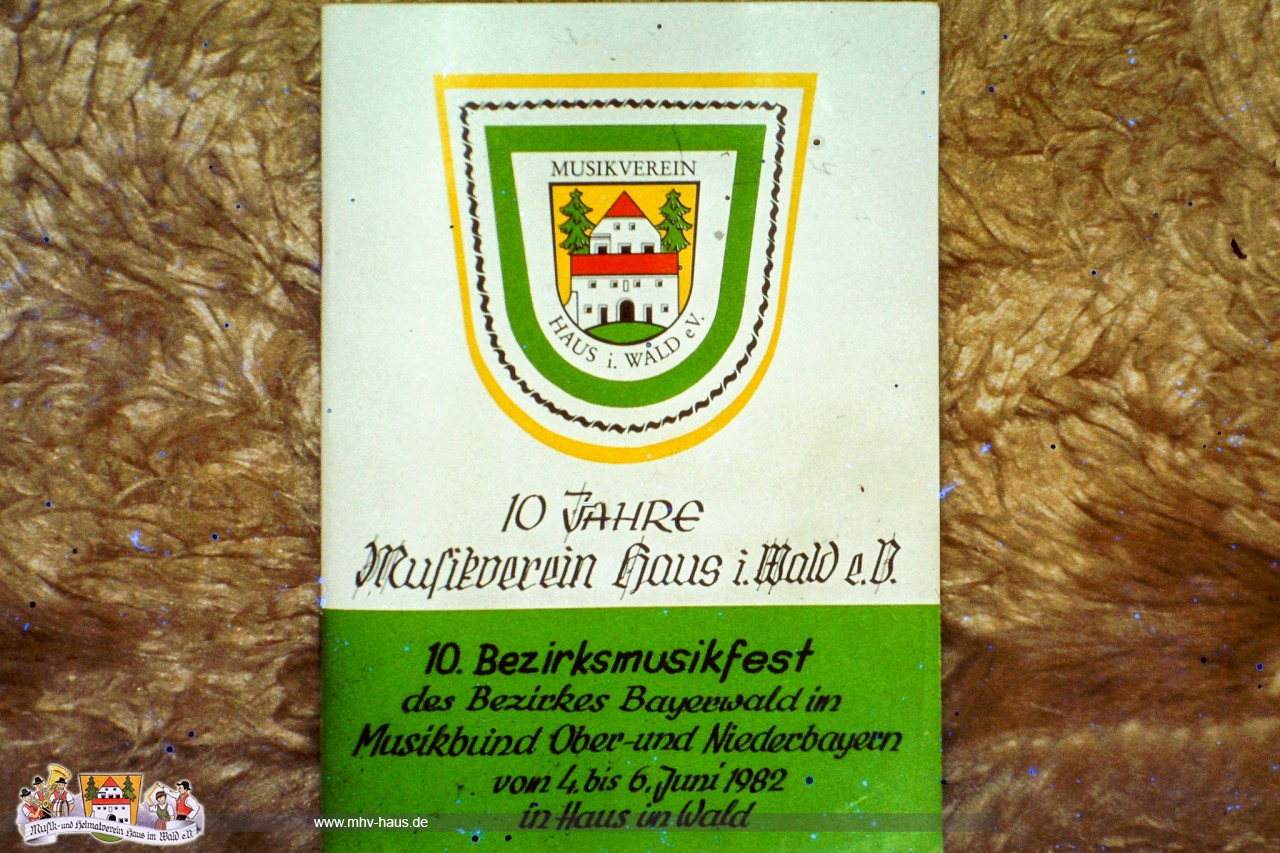 MUSIKVEREIN
HAUS i. WALD e.V.
10 JAHRE
Musikverein Haus i. Wald e.V.
10. Bezirksmusikfest
des Bezirkes Bayerwald im
Musikbund Ober-und Niederbayern
vom 4. bis 6. Juni 1982
in Haus im Wald
www.mhv-haus.de
Musik- und Heimatverein Haus im Wald e.V.